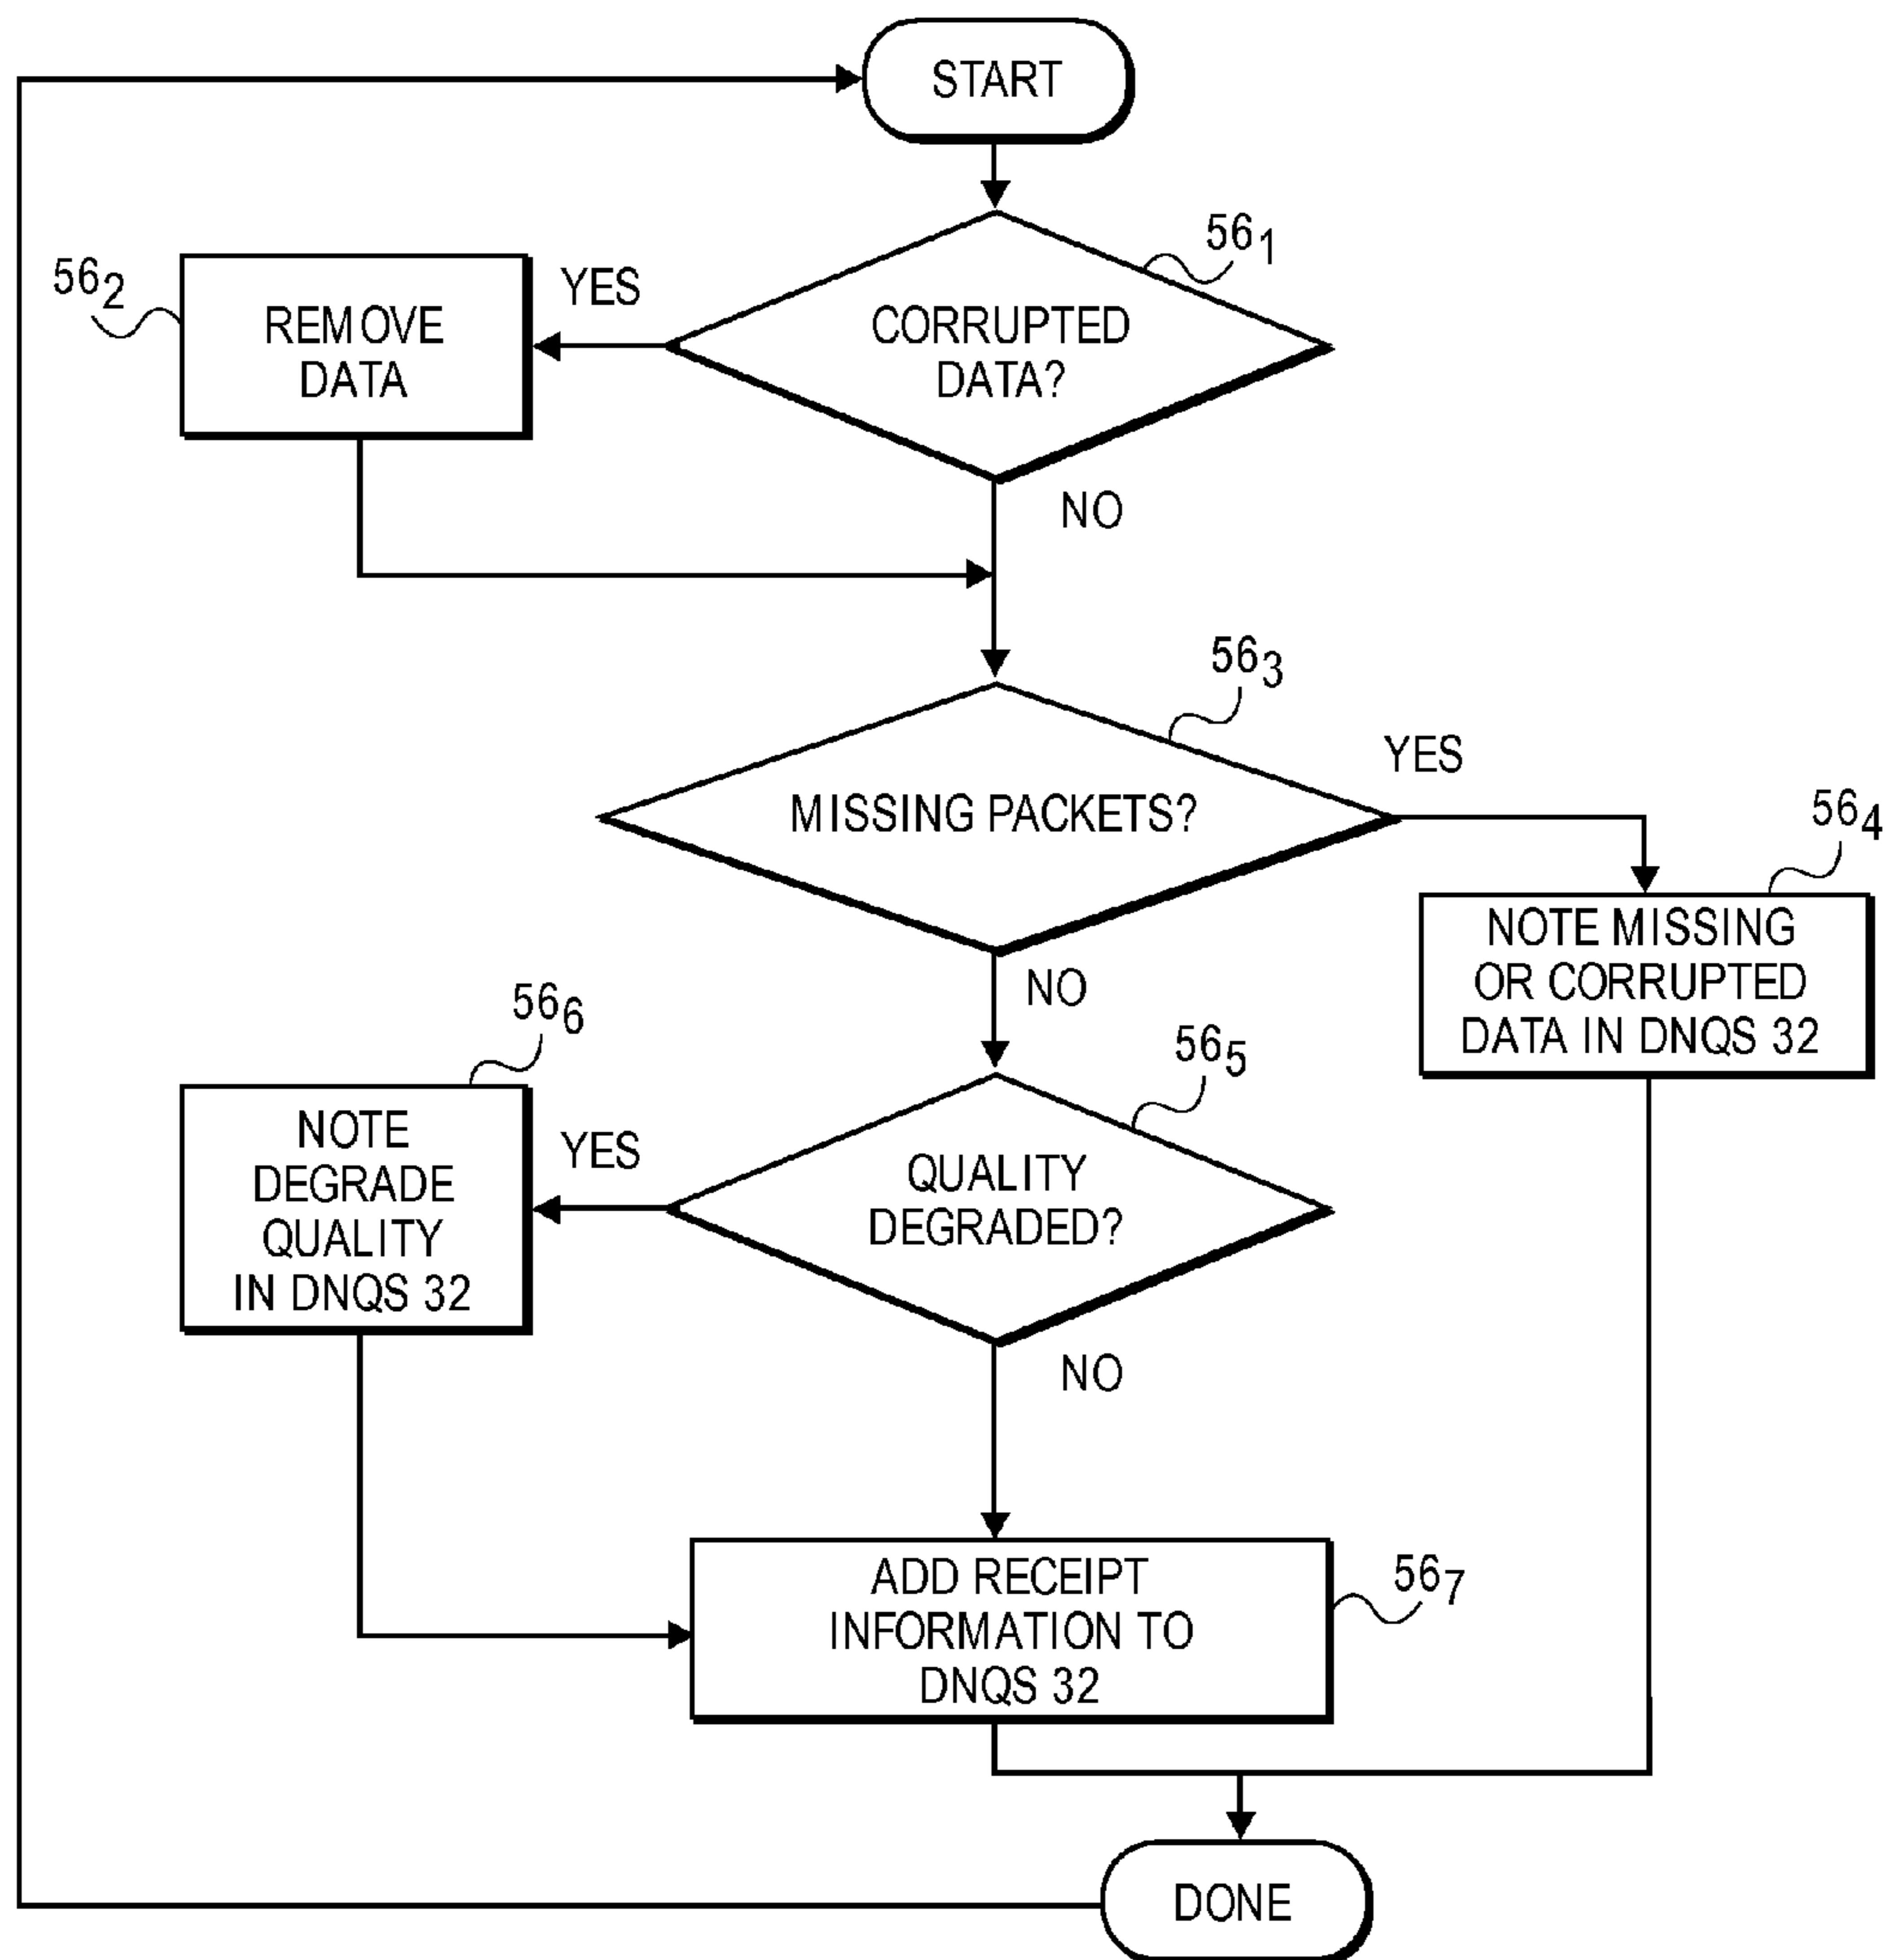 START
56₁
CORRUPTED
DATA?
YES
56₂
REMOVE
DATA
NO
56₃
MISSING PACKETS?
YES
56₄
NOTE MISSING
OR CORRUPTED
DATA IN DNQS 32
NO
56₅
QUALITY
DEGRADED?
YES
56₆
NOTE
DEGRADE
QUALITY
IN DNQS 32
NO
ADD RECEIPT
INFORMATION TO
DNQS 32
56₇
DONE